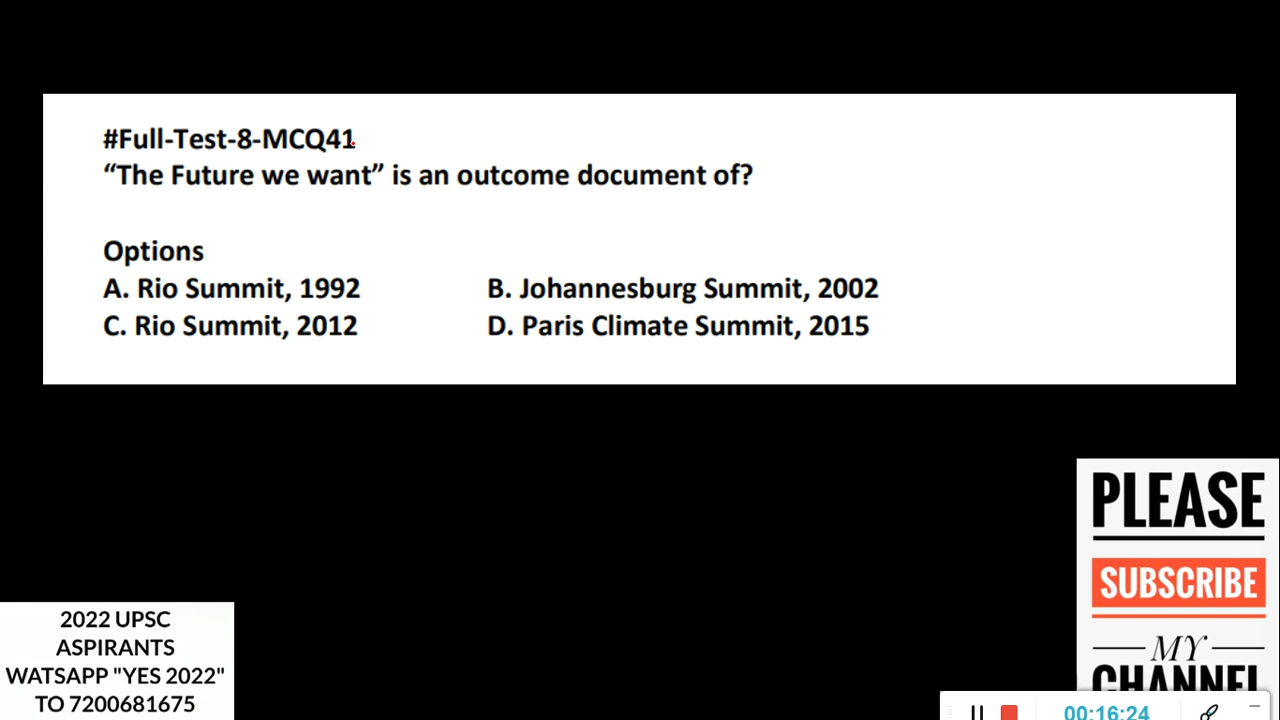 #Full-Test-8-MCQ41
“The Future we want” is an outcome document of?
Options
A. Rio Summit, 1992 B. Johannesburg Summit, 2002
C. Rio Summit, 2012 D. Paris Climate Summit, 2015
PLEASE
SUBSCRIBE
MY
CHANNEL
2022 UPSC
ASPIRANTS
WATSAPP "YES 2022"
TO 7200681675
00:16:24